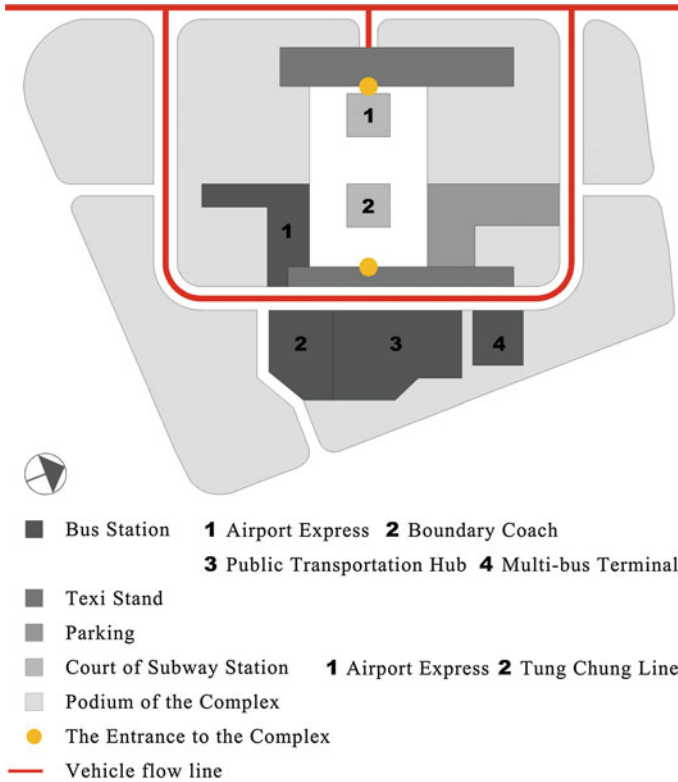 1
2
1
2
3
4
Bus Station 1 Airport Express 2 Boundary Coach
3 Public Transportation Hub 4 Multi-bus Terminal
Texi Stand
Parking
Court of Subway Station 1 Airport Express 2 Tung Chung Line
Podium of the Complex
The Entrance to the Complex
Vehicle flow line